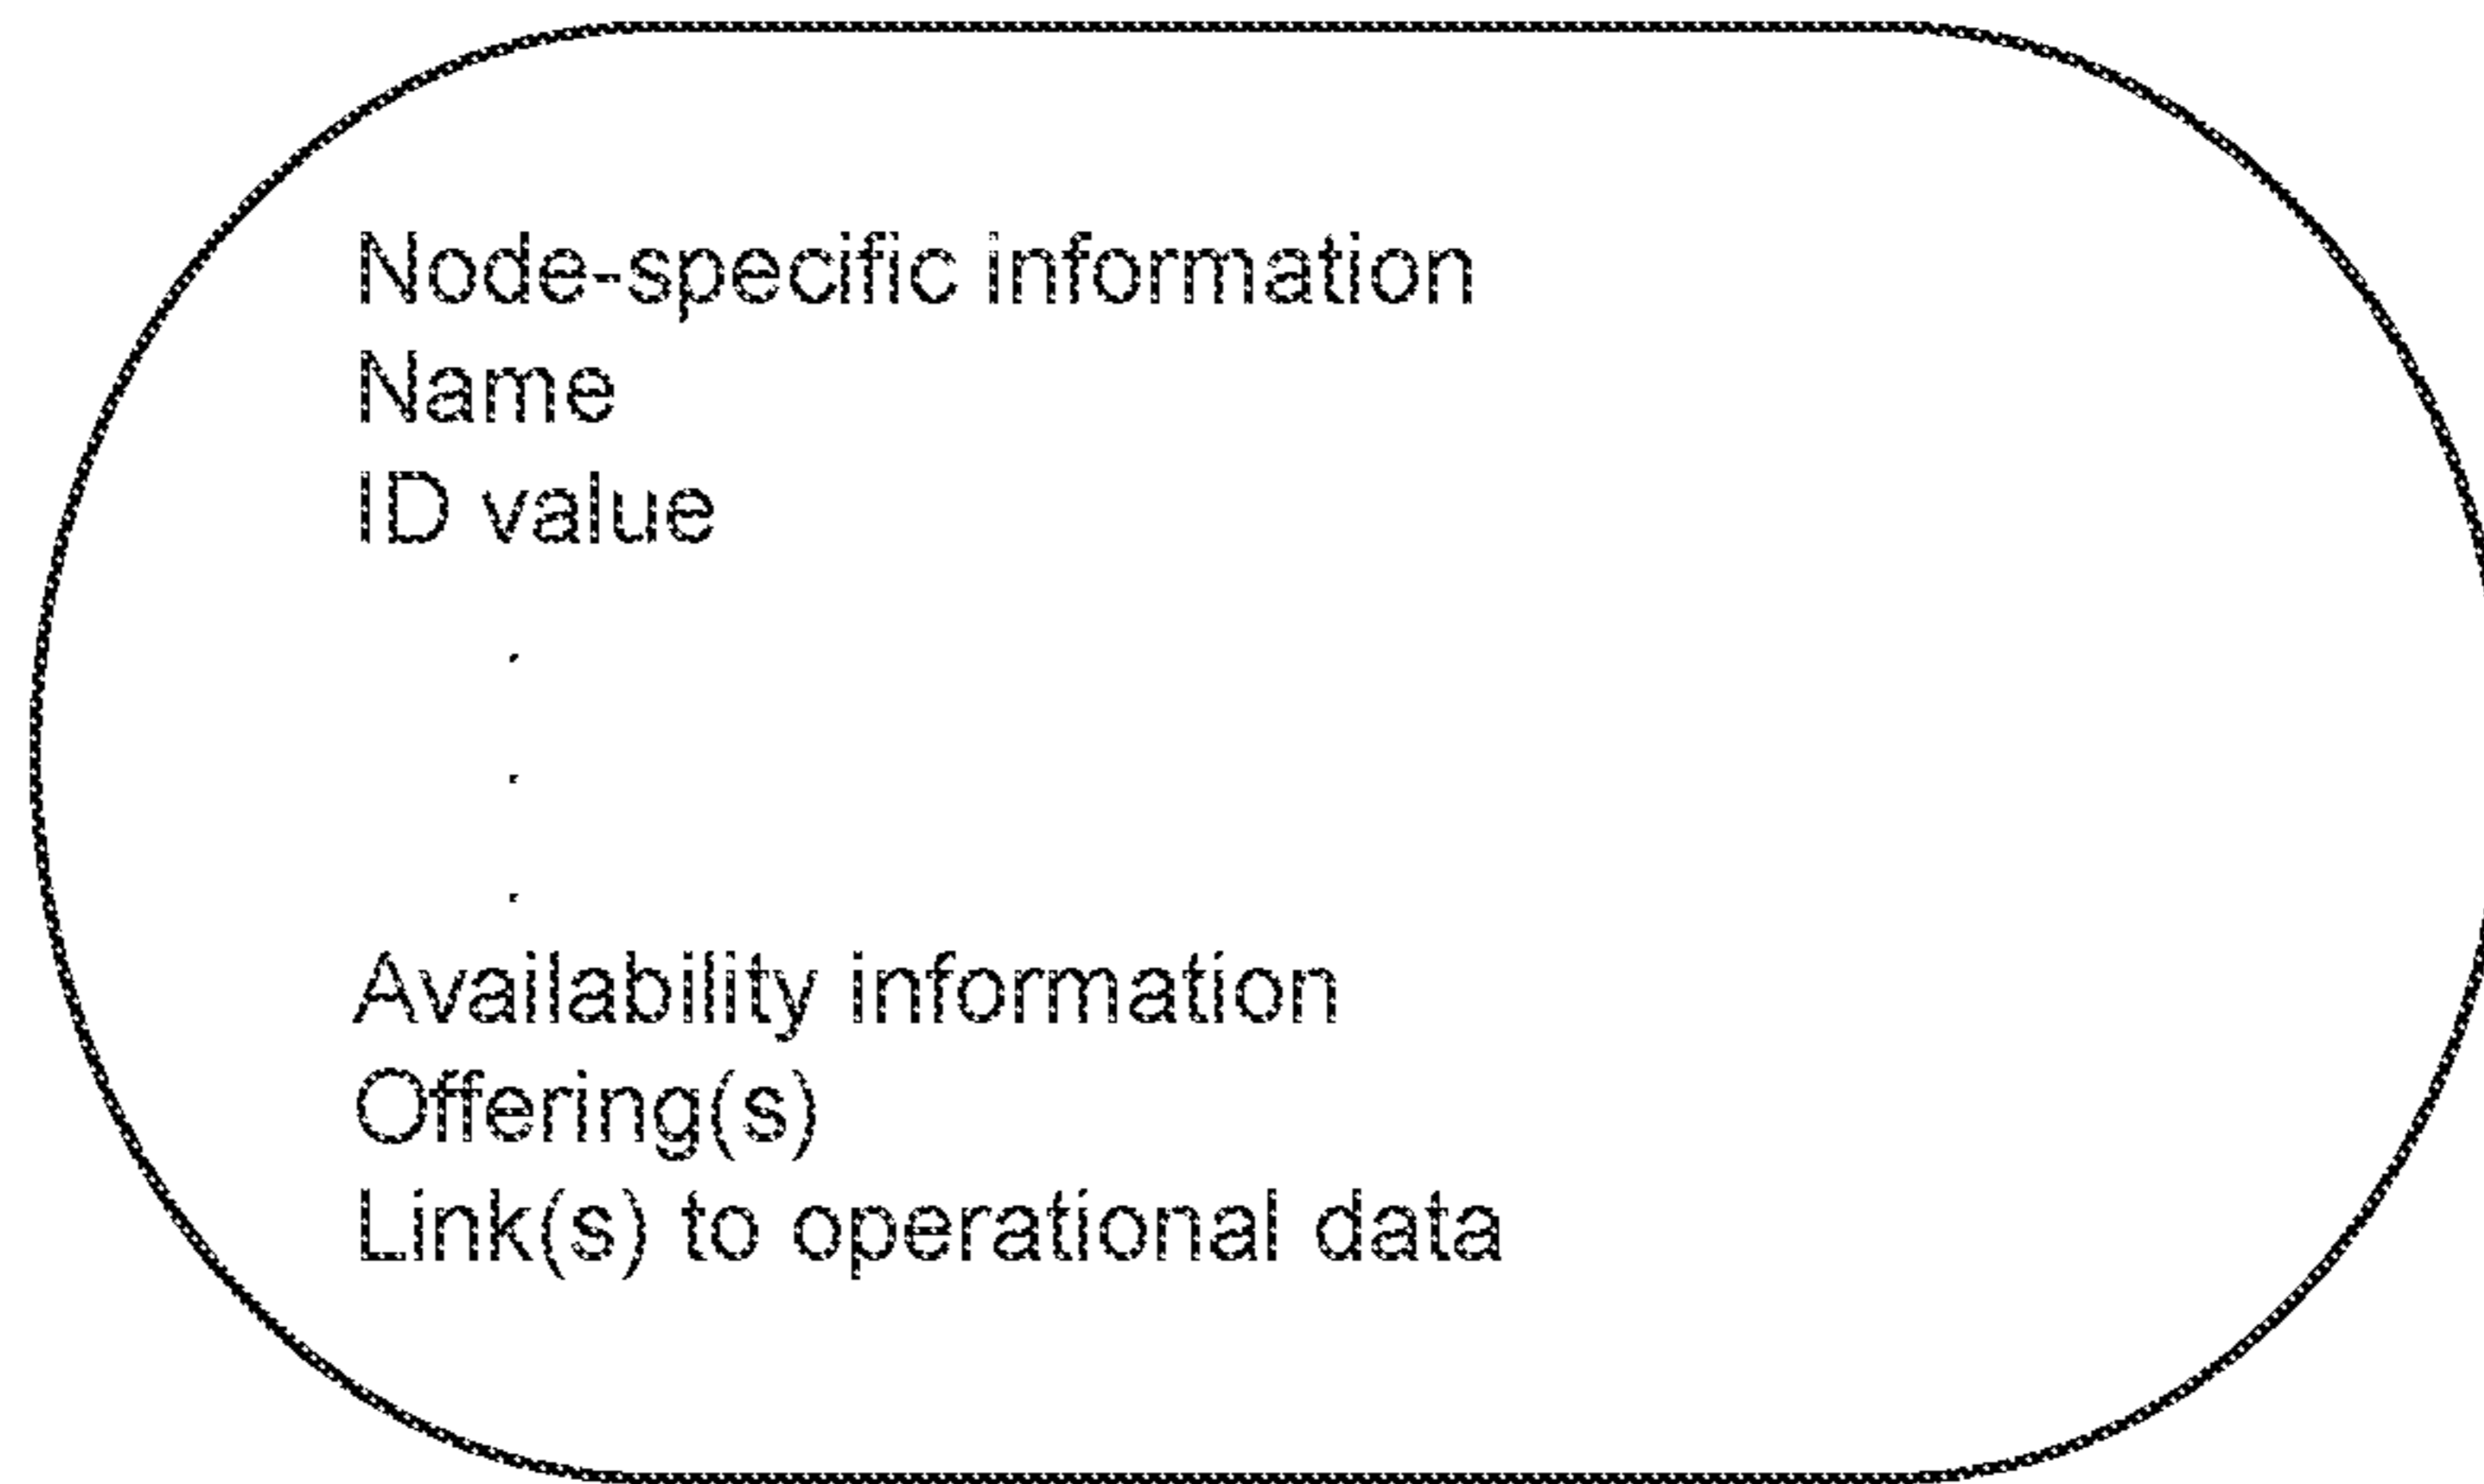 Node-specific information
Name
ID value
.
.
.
Availability information
Offering(s)
Link(s) to operational data